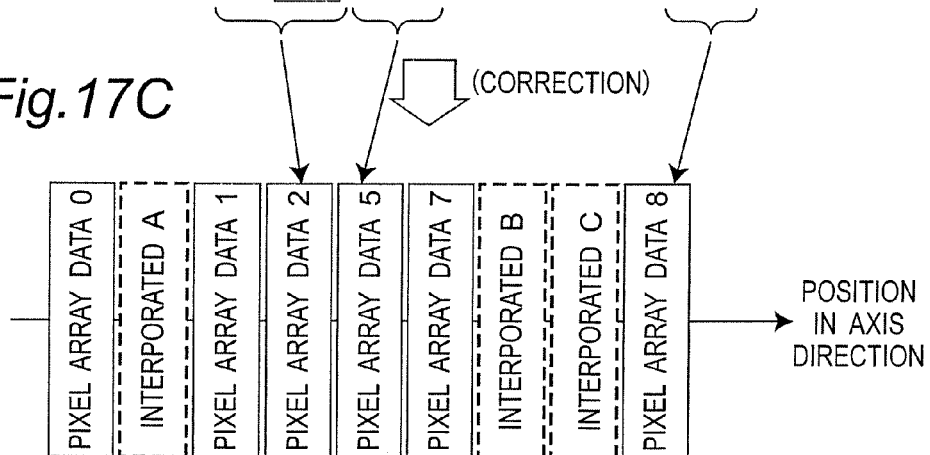 Fig.17C
(CORRECTION)
PIXEL ARRAY DATA 0
INTERPORATED A
PIXEL ARRAY DATA 1
PIXEL ARRAY DATA 2
PIXEL ARRAY DATA 5
PIXEL ARRAY DATA 7
INTERPORATED B
INTERPORATED C
PIXEL ARRAY DATA 8
POSITION
IN AXIS
DIRECTION